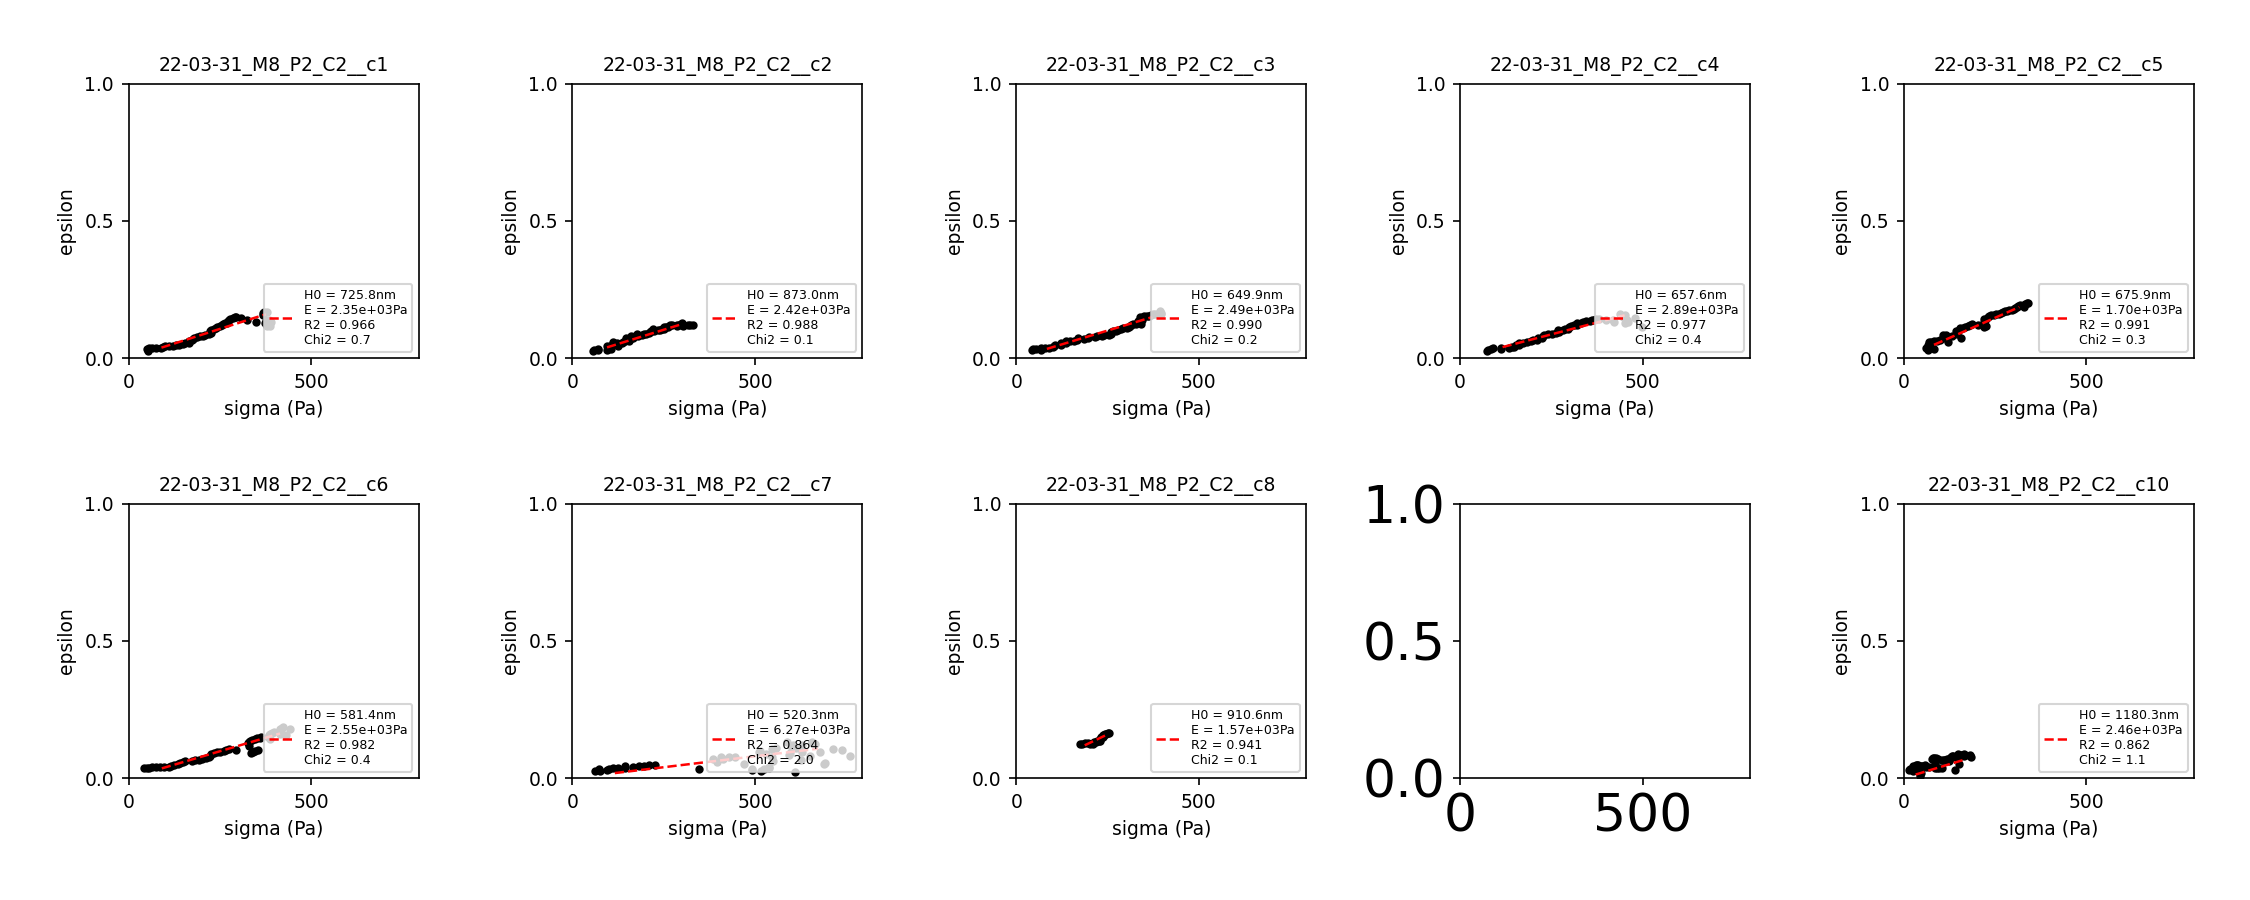 22-03-31_M8_P2_C2__c1
1.0
0.5
0.0
epsilon
H0 = 725.8nm
E = 2.35e+03Pa
R2 = 0.966
Chi2 = 0.7
0
500
sigma (Pa)
22-03-31_M8_P2_C2__c2
1.0
0.5
0.0
epsilon
H0 = 873.0nm
E = 2.42e+03Pa
R2 = 0.988
Chi2 = 0.1
0
500
sigma (Pa)
22-03-31_M8_P2_C2__c3
1.0
0.5
0.0
epsilon
H0 = 649.9nm
E = 2.49e+03Pa
R2 = 0.990
Chi2 = 0.2
0
500
sigma (Pa)
22-03-31_M8_P2_C2__c4
1.0
0.5
0.0
epsilon
H0 = 657.6nm
E = 2.89e+03Pa
R2 = 0.977
Chi2 = 0.4
0
500
sigma (Pa)
22-03-31_M8_P2_C2__c5
1.0
0.5
0.0
epsilon
H0 = 675.9nm
E = 1.70e+03Pa
R2 = 0.991
Chi2 = 0.3
0
500
sigma (Pa)
22-03-31_M8_P2_C2__c6
1.0
0.5
0.0
epsilon
H0 = 581.4nm
E = 2.55e+03Pa
R2 = 0.982
Chi2 = 0.4
0
500
sigma (Pa)
22-03-31_M8_P2_C2__c7
1.0
0.5
0.0
epsilon
H0 = 520.3nm
E = 6.27e+03Pa
R2 = 0.864
Chi2 = 2.0
0
500
sigma (Pa)
22-03-31_M8_P2_C2__c8
1.0
0.5
0.0
epsilon
H0 = 910.6nm
E = 1.57e+03Pa
R2 = 0.941
Chi2 = 0.1
0
500
sigma (Pa)
1.0
0.5
0.0
0
500
22-03-31_M8_P2_C2__c10
1.0
0.5
0.0
epsilon
H0 = 1180.3nm
E = 2.46e+03Pa
R2 = 0.862
Chi2 = 1.1
0
500
sigma (Pa)